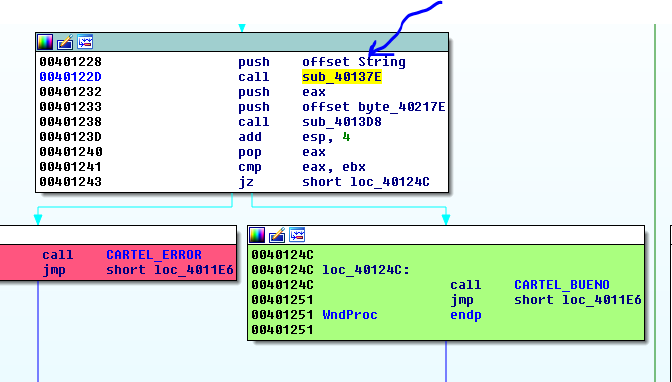 00401228 push offset String
0040122D call sub_40137E
00401232 push eax
00401233 push offset byte_40217E
00401238 call sub_4013D8
0040123D add esp, 4
00401240 pop eax
00401241 cmp eax, ebx
00401243 jz short loc_40124C
call CARTEL_ERROR
jmp short loc_4011E6
0040124C
0040124C loc_40124C:
0040124C call CARTEL_BUENO
00401251 jmp short loc_4011E6
00401251 WndProc endp
00401251